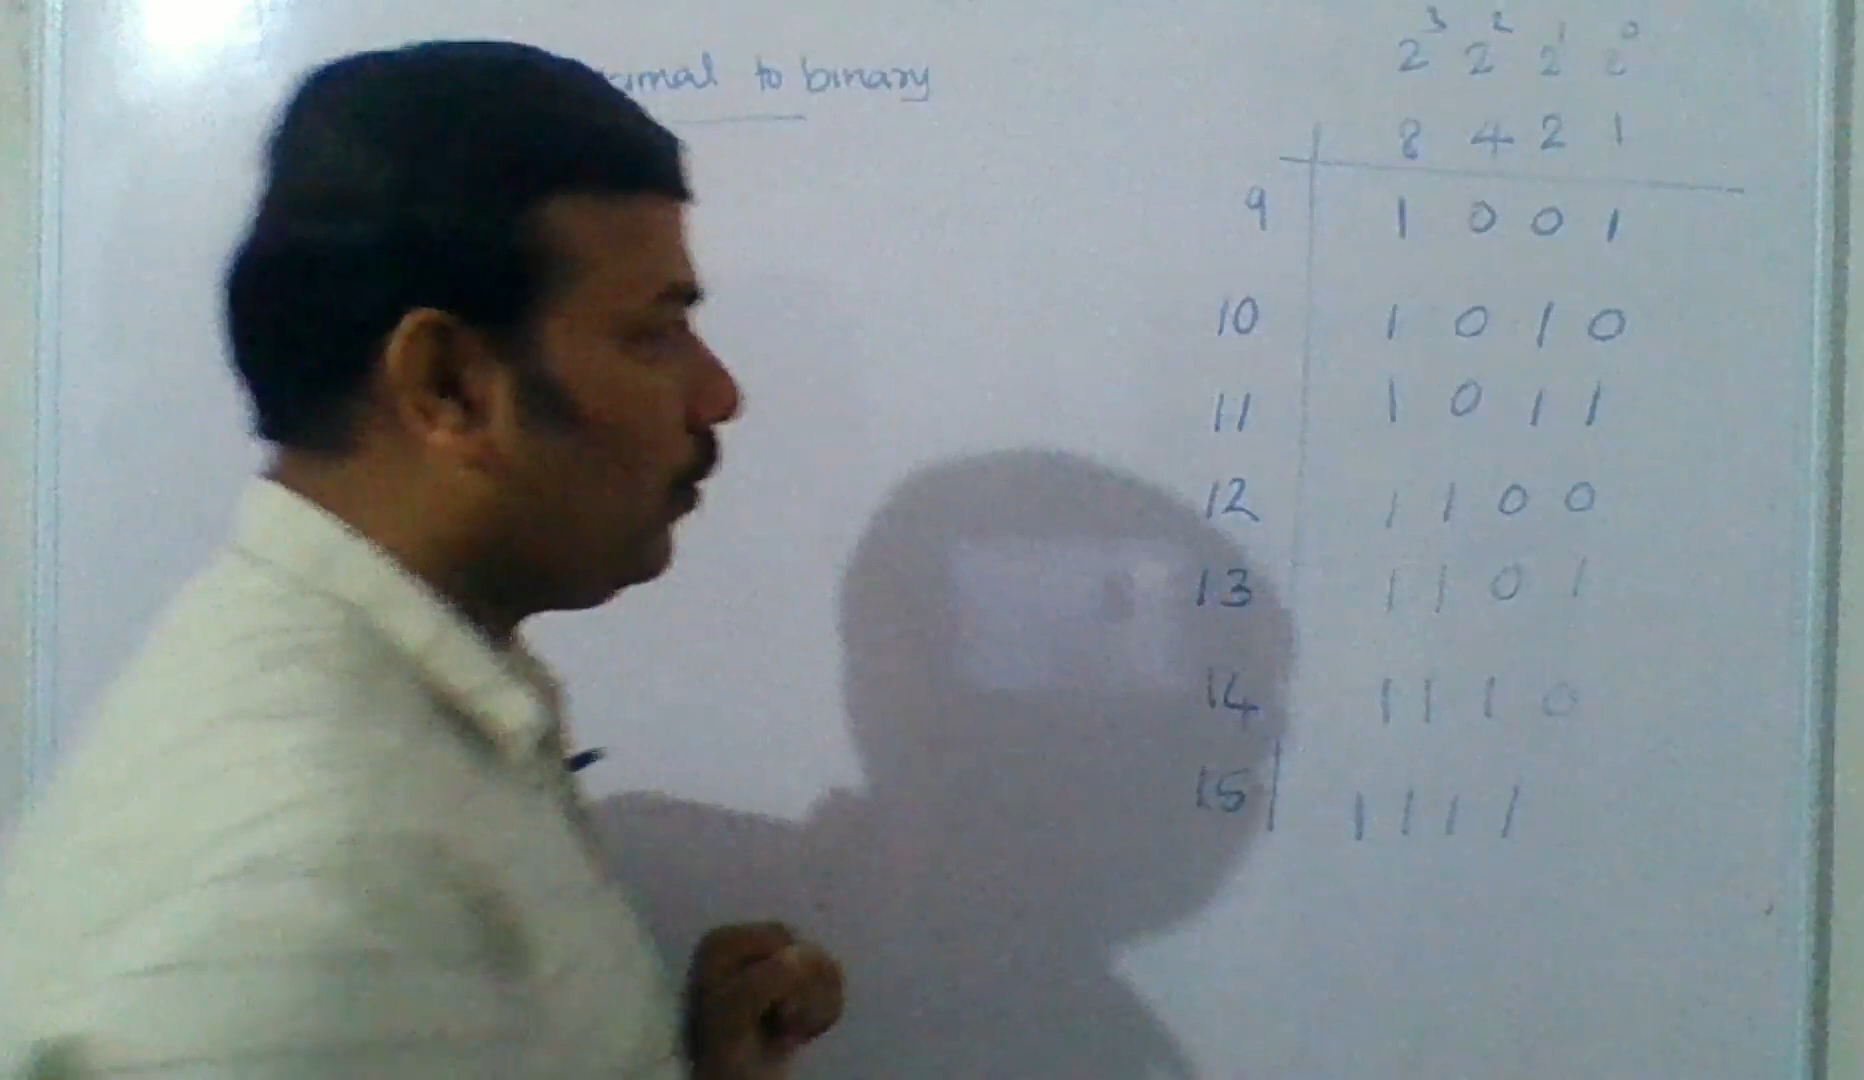 to binary
2³ 2² 2¹ 2⁰
8 4 2 1
9 1 0 0 1
10 1 0 1 0
11 1 0 1 1
12 1 1 0 0
13 1 1 0 1
14 1 1 1 0
15 1 1 1 1